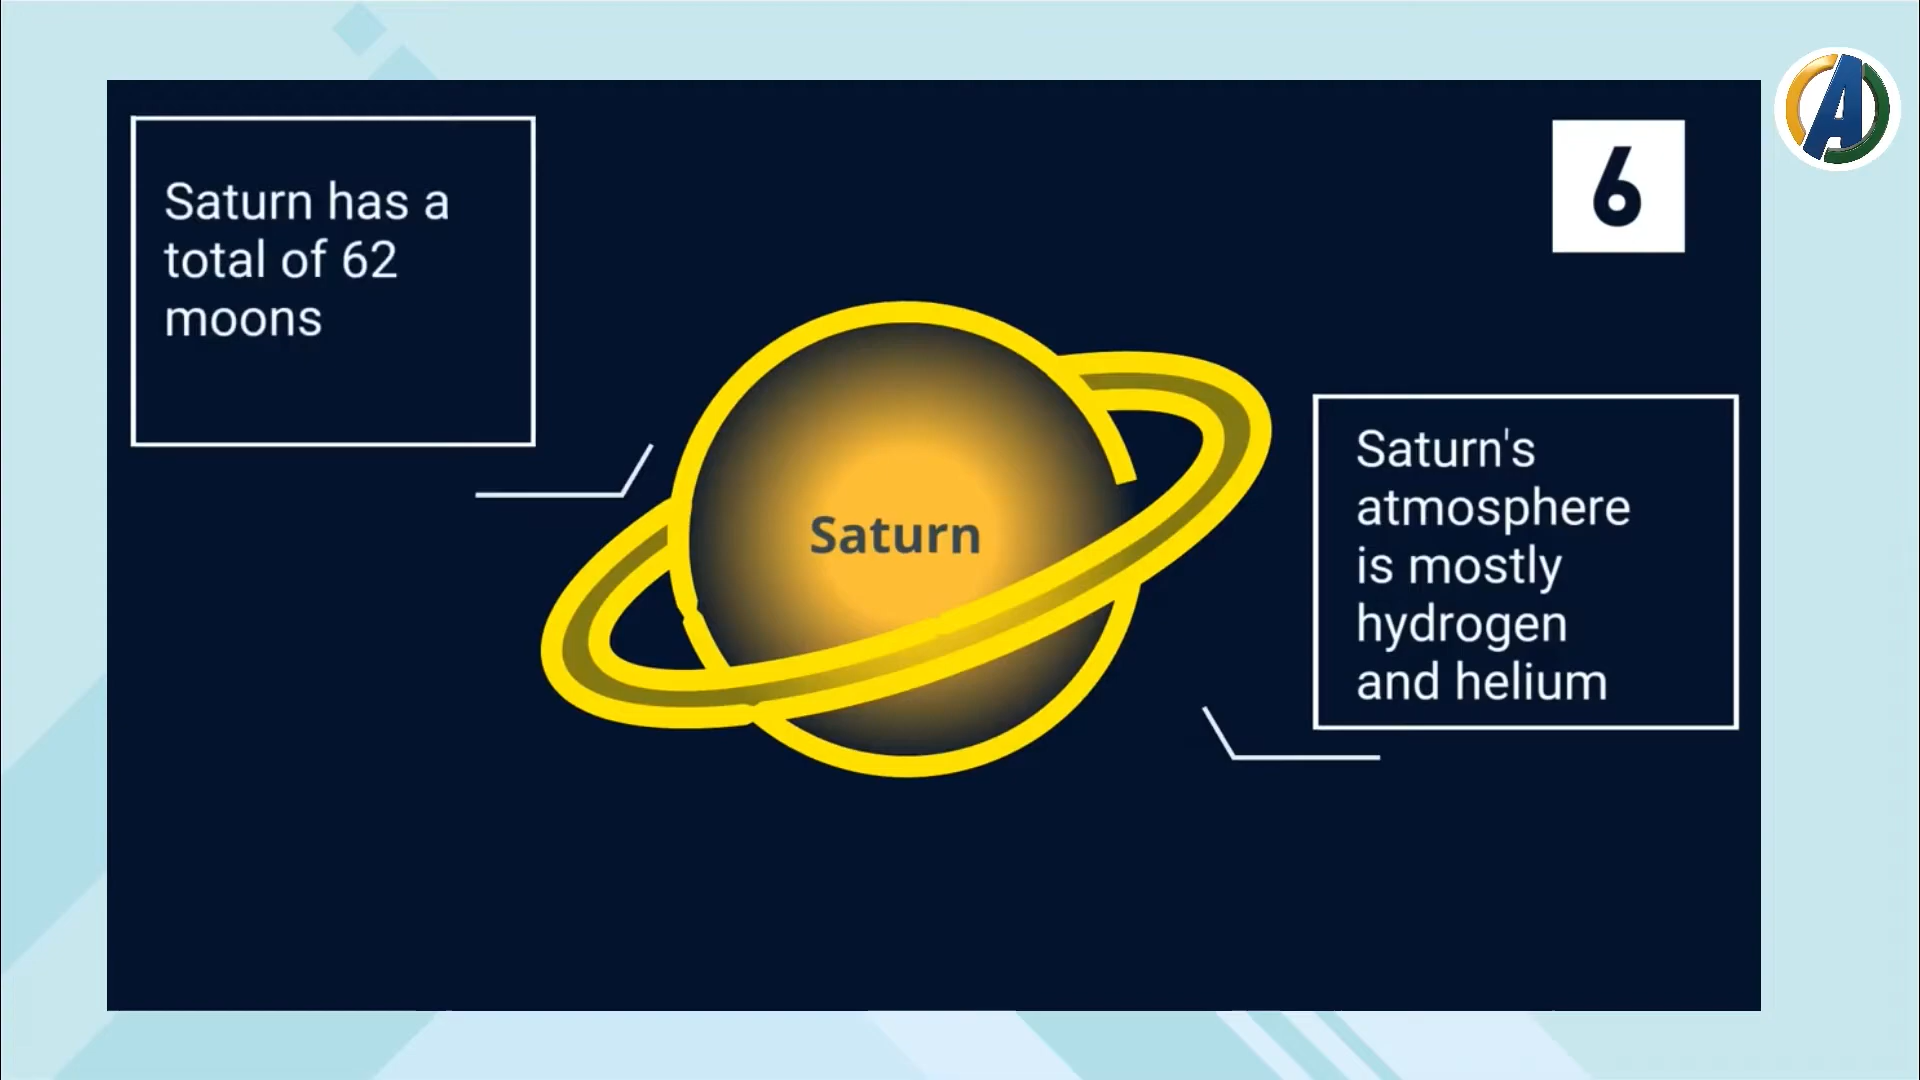 Saturn has a
total of 62
moons
6
Saturn
Saturn's
atmosphere
is mostly
hydrogen
and helium
A